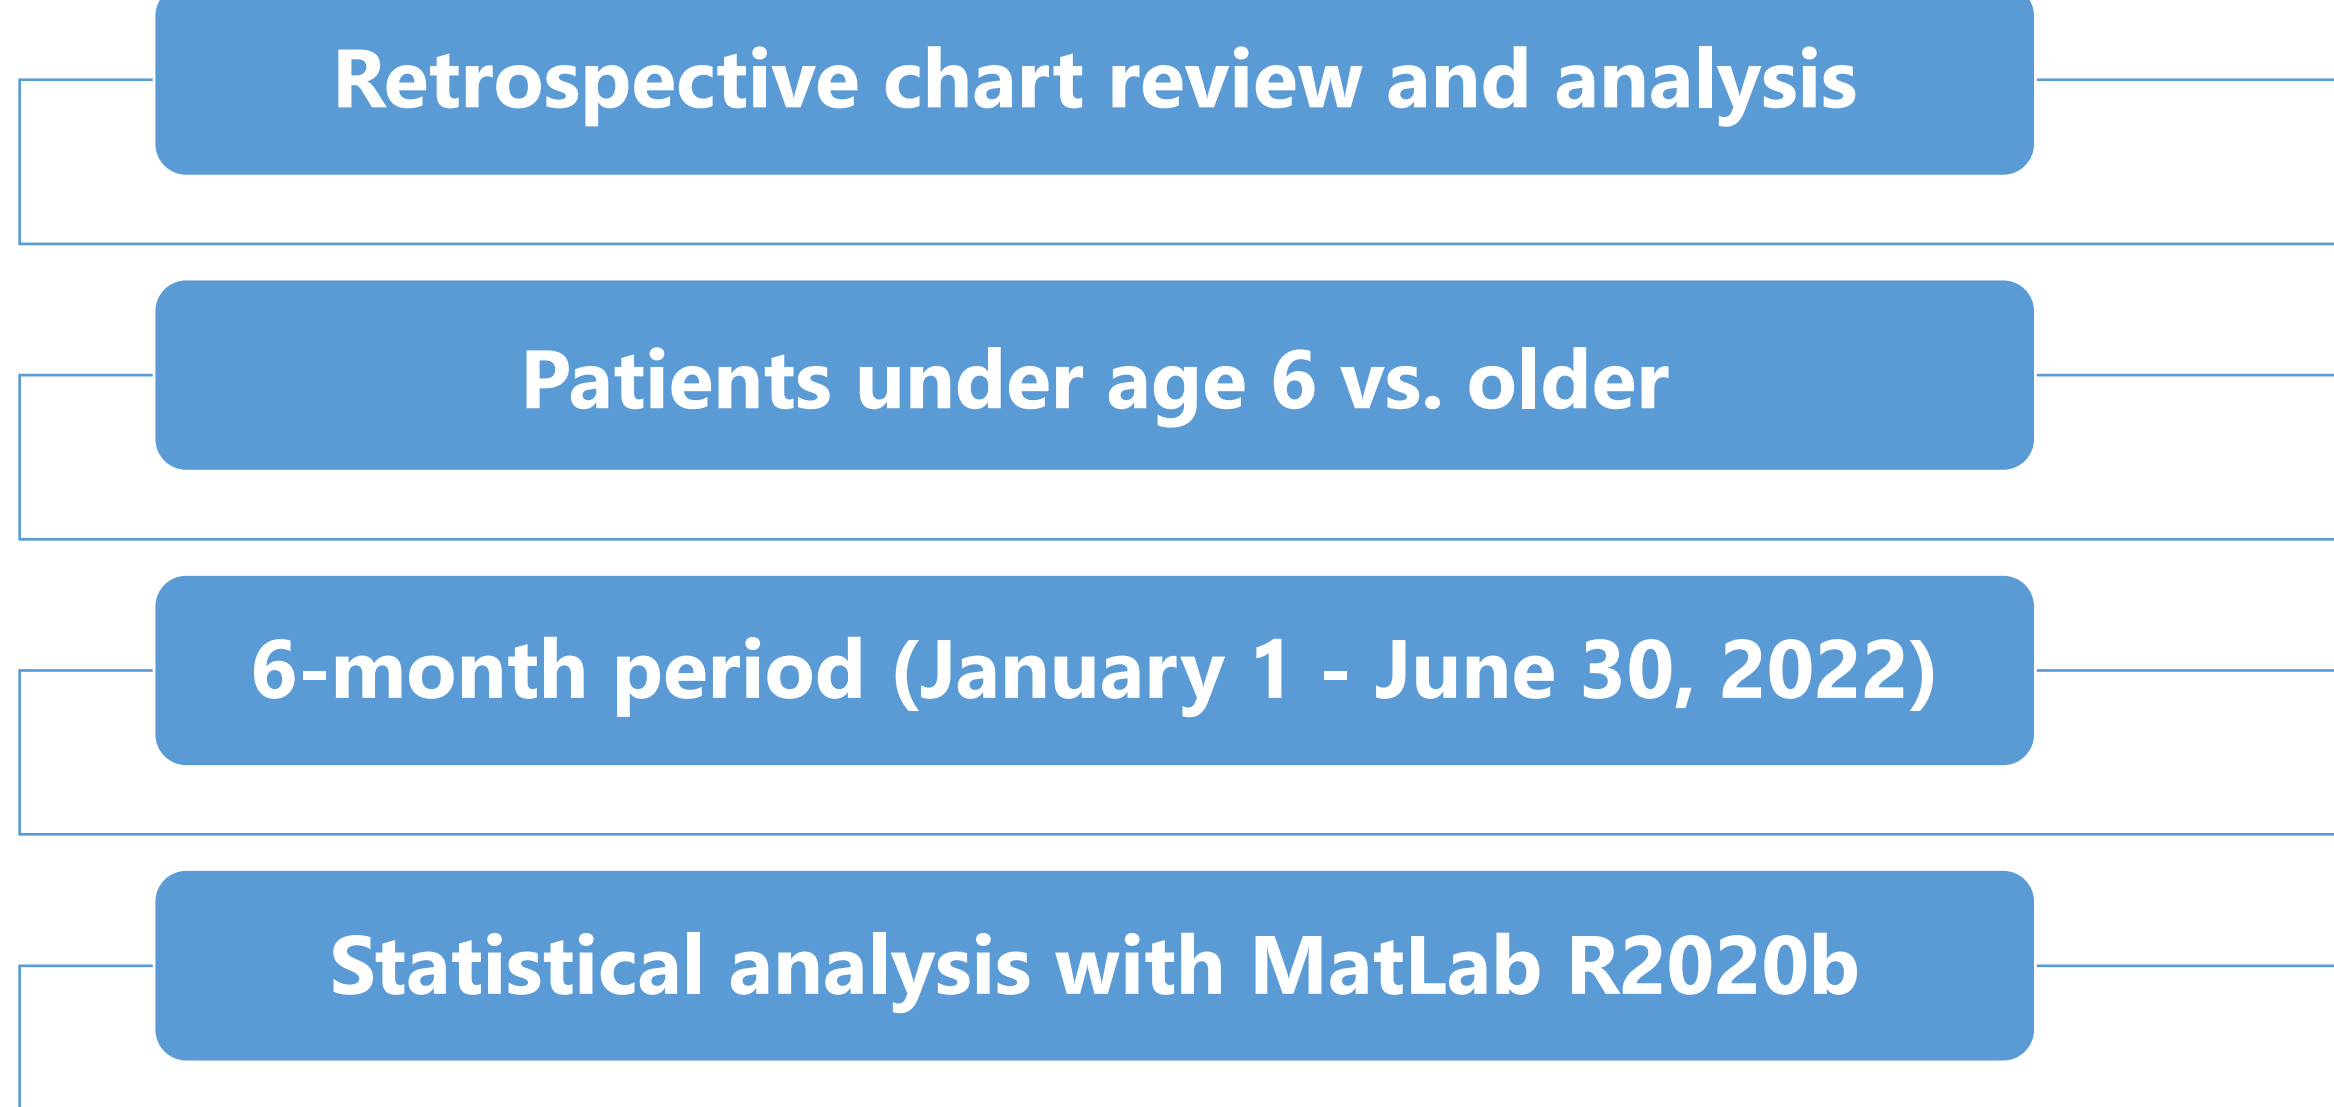 Retrospective chart review and analysis
Patients under age 6 vs. older
6-month period (January 1 - June 30, 2022)
Statistical analysis with MatLab R2020b